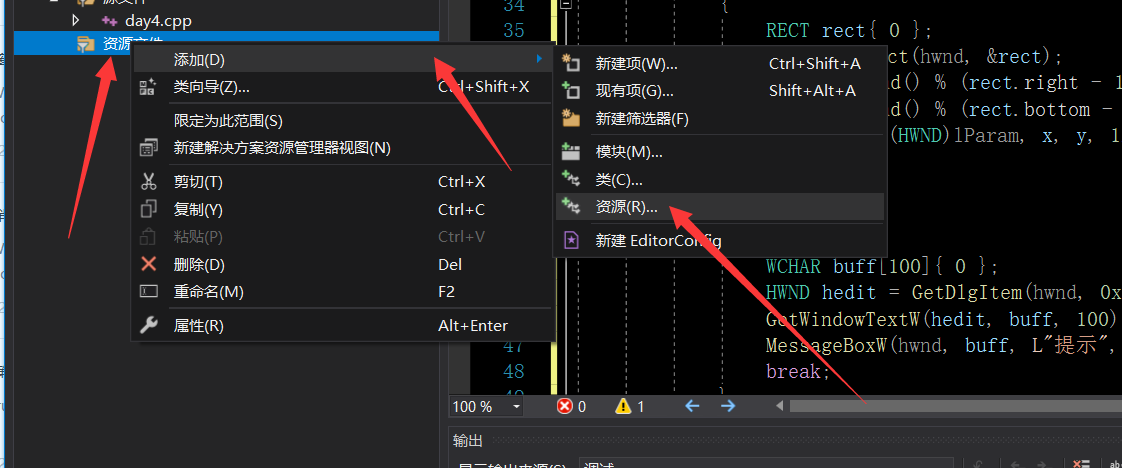 源文件
day4.cpp
资源文件
添加(D)
类向导(Z)... Ctrl+Shift+X
限定为此范围(S)
新建解决方案资源管理器视图(N)
剪切(T) Ctrl+X
复制(Y) Ctrl+C
粘贴(P) Ctrl+V
删除(D) Del
重命名(M) F2
属性(R) Alt+Enter
新建项(W)... Ctrl+Shift+A
现有项(G)... Shift+Alt+A
新建筛选器(F)
模块(M)...
类(C)...
资源(R)...
新建 EditorConfig
34 {
35 RECT rect{ 0 };
ct(hwnd, &rect);
d() % (rect.right - 1
d() % (rect.bottom -
(HWND)lParam, x, y, 1
WCHAR buff[100]{ 0 };
HWND hedit = GetDlgItem(hwnd, 0x
GetWindowTextW(hedit, buff, 100)
47 MessageBoxW(hwnd, buff, L"提示",
48 break;
100 % 0 1
输出
显示输出来源(S): 调试